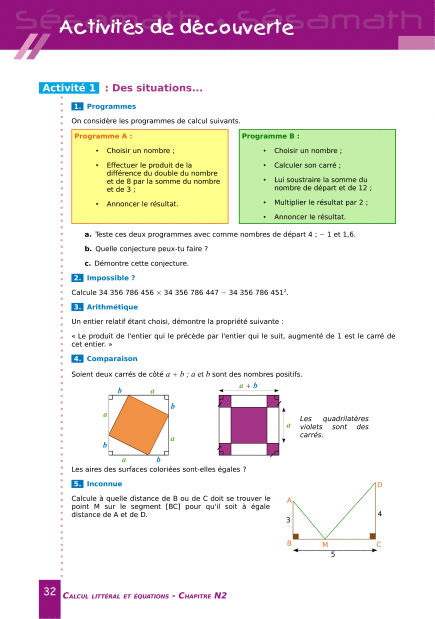 Sésamath - Sésamath
Activités de découverte
Activité 1 : Des situations...
1. Programmes
On considère les programmes de calcul suivants.
Programme A :
• Choisir un nombre ;
• Effectuer le produit de la
différence du double du nombre
et de 8 par la somme du nombre
et de 3 ;
• Annoncer le résultat.
Programme B :
• Choisir un nombre ;
• Calculer son carré ;
• Lui soustraire la somme du
nombre de départ et de 12 ;
• Multiplier le résultat par 2 ;
• Annoncer le résultat.
a. Teste ces deux programmes avec comme nombres de départ 4 ; − 1 et 1,6.
b. Quelle conjecture peux-tu faire ?
c. Démontre cette conjecture.
2. Impossible ?
Calcule 34 356 786 456 × 34 356 786 447 − 34 356 786 451².
3. Arithmétique
Un entier relatif étant choisi, démontre la propriété suivante :
« Le produit de l'entier qui le précède par l'entier qui le suit, augmenté de 1 est le carré de
cet entier. »
4. Comparaison
Soient deux carrés de côté a + b ; a et b sont des nombres positifs.
b a
a b
b a
a b
a + b
a
Les quadrilatères
violets sont des
carrés.
Les aires des surfaces coloriées sont-elles égales ?
5. Inconnue
Calcule à quelle distance de B ou de C doit se trouver le
point M sur le segment [BC] pour qu'il soit à égale
distance de A et de D.
D
A
3
4
B M C
5
32 Calcul littéral et équations - Chapitre N2